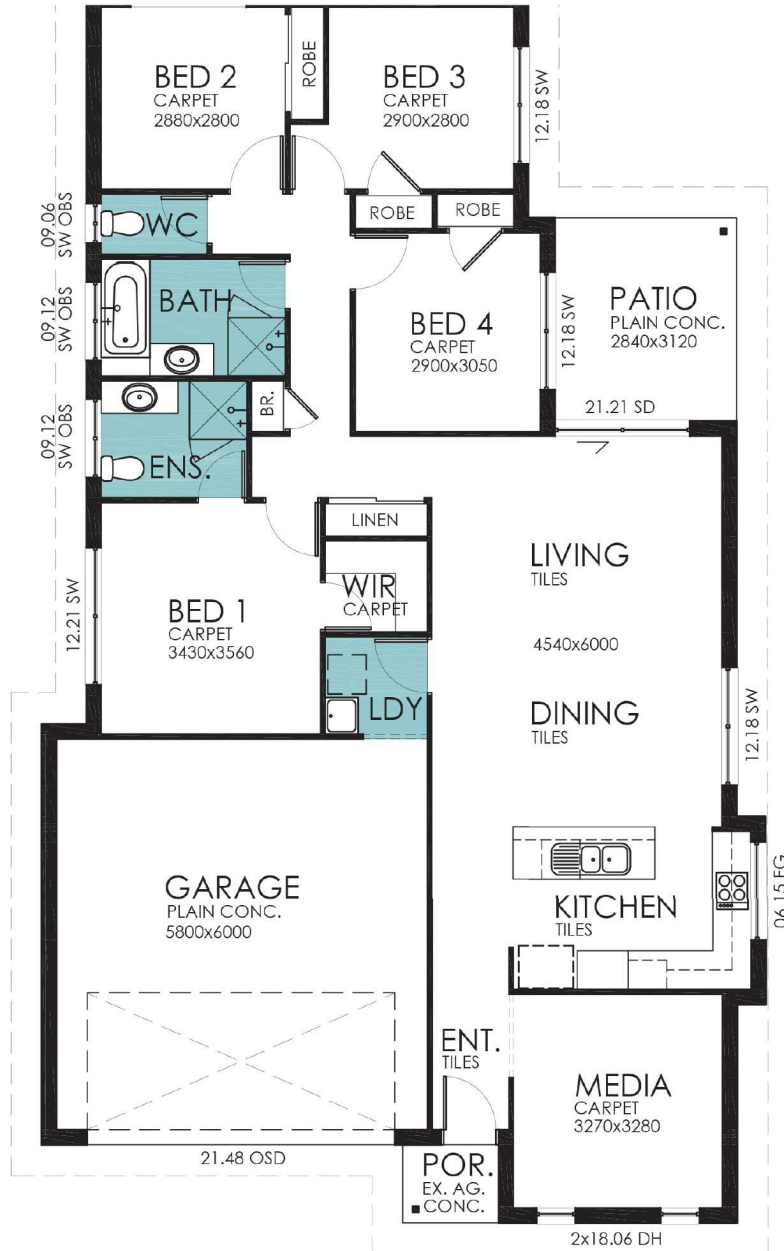 BED 2
CARPET
2880x2800
ROBE
BED 3
CARPET
2900x2800
12.18 SW
09.06
SW OBS
WC
ROBE
ROBE
09.12
SW OBS
BATH
BED 4
CARPET
2900x3050
12.18 SW
PATIO
PLAIN CONC.
2840x3120
21.21 SD
09.12
SW OBS
ENS.
BR.
LINEN
12.21 SW
BED 1
CARPET
3430x3560
WIR
CARPET
LDY
LIVING
TILES
4540x6000
DINING
TILES
12.18 SW
GARAGE
PLAIN CONC.
5800x6000
KITCHEN
TILES
06.15 FG
ENT.
TILES
MEDIA
CARPET
3270x3280
21.48 OSD
POR.
EX. AG.
CONC.
2x18.06 DH